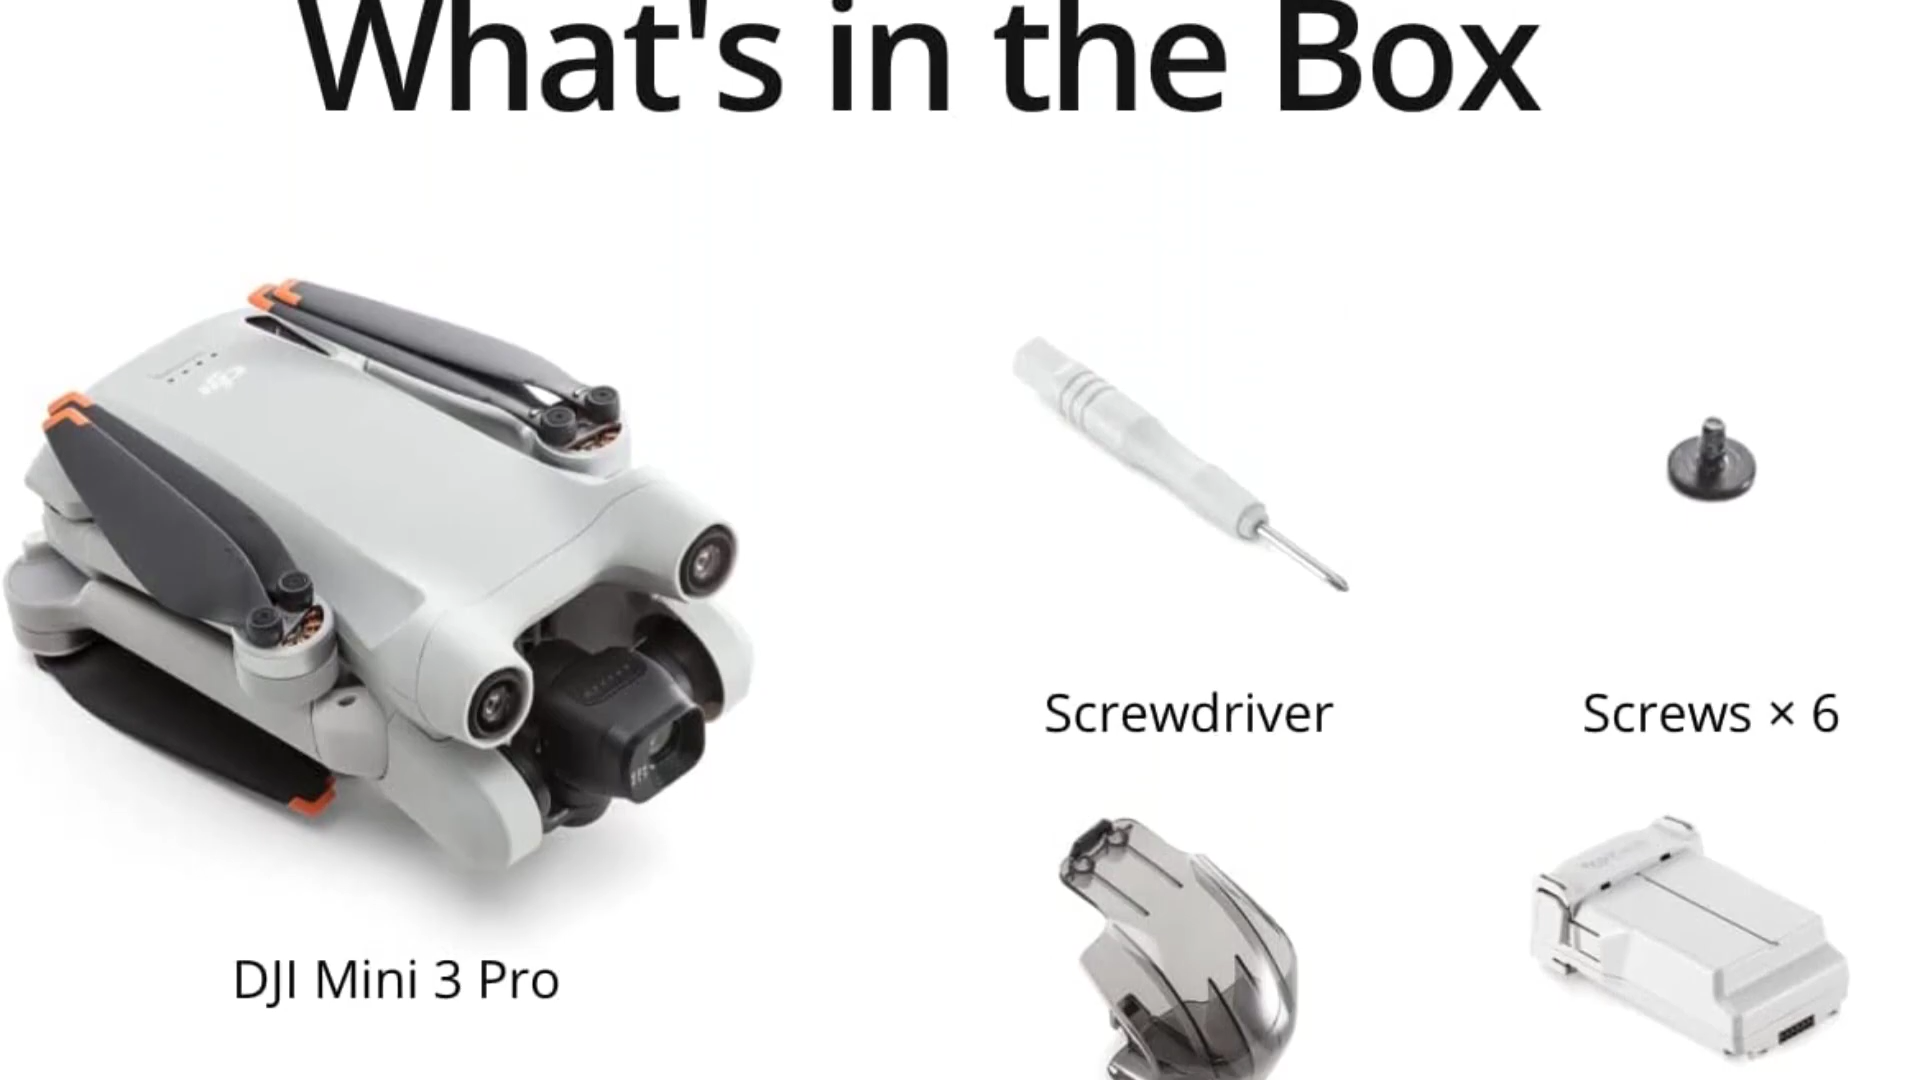 What's in the Box
Screwdriver
Screws × 6
DJI Mini 3 Pro